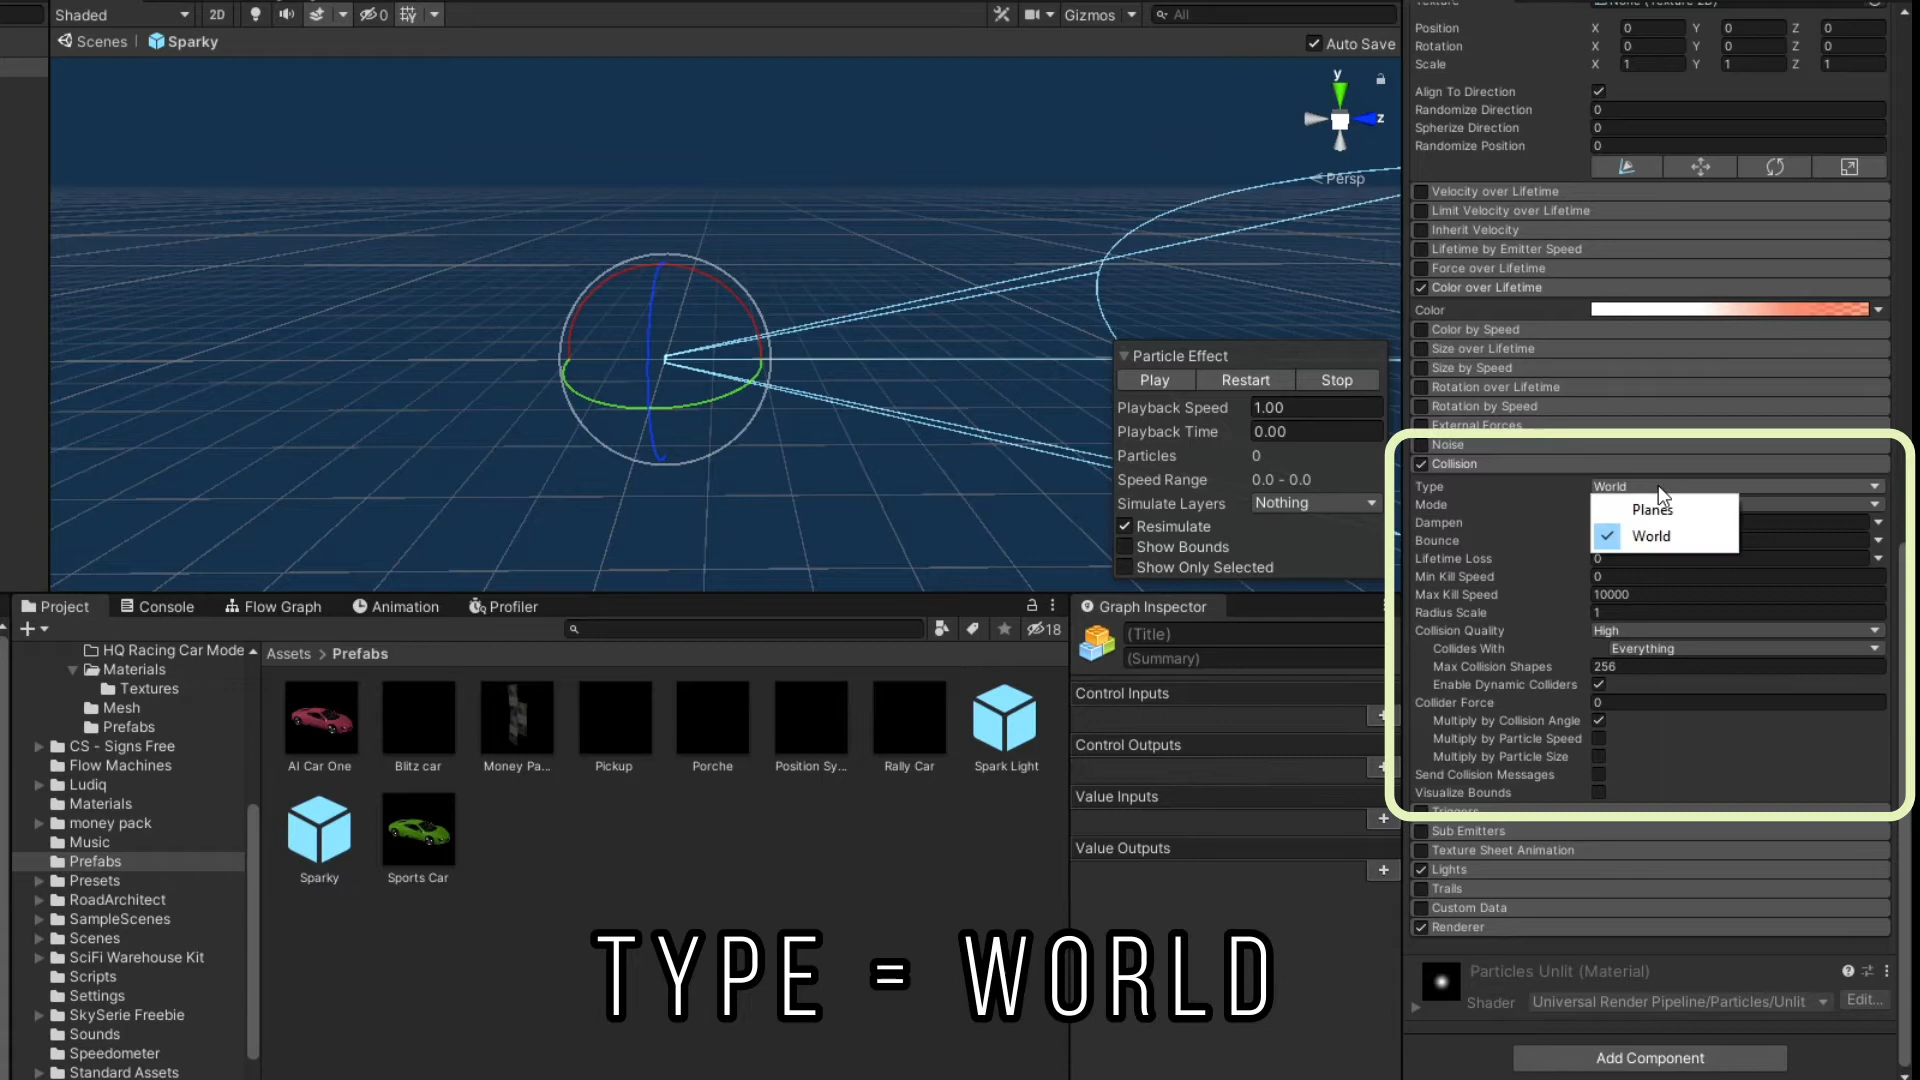 Shaded
2D
0
Gizmos
All
Scenes
Sparky
Auto Save
y
z
Persp
Particle Effect
Play
Restart
Stop
Playback Speed
1.00
Playback Time
0.00
Particles
0
Speed Range
0.0 - 0.0
Simulate Layers
Nothing
Resimulate
Show Bounds
Show Only Selected
Position
X 0 Y 0 Z 0
Rotation
X 0 Y 0 Z 0
Scale
X 1 Y 1 Z 1
Align To Direction
Randomize Direction
0
Spherize Direction
0
Randomize Position
0
Velocity over Lifetime
Limit Velocity over Lifetime
Inherit Velocity
Lifetime by Emitter Speed
Force over Lifetime
Color over Lifetime
Color
Color by Speed
Size over Lifetime
Size by Speed
Rotation over Lifetime
Rotation by Speed
External Forces
Noise
Collision
Type
World
Planes
World
Mode
Dampen
Bounce
Lifetime Loss
0
Min Kill Speed
0
Max Kill Speed
10000
Radius Scale
1
Collision Quality
High
Collides With
Everything
Max Collision Shapes
256
Enable Dynamic Colliders
Collider Force
0
Multiply by Collision Angle
Multiply by Particle Speed
Multiply by Particle Size
Send Collision Messages
Visualize Bounds
Triggers
Sub Emitters
Texture Sheet Animation
Lights
Trails
Custom Data
Renderer
Particles Unlit (Material)
Shader
Universal Render Pipeline/Particles/Unlit
Edit...
Add Component
Project
Console
Flow Graph
Animation
Profiler
18
HQ Racing Car Mode
Materials
Textures
Mesh
Prefabs
CS - Signs Free
Flow Machines
Ludiq
Materials
money pack
Music
Prefabs
Presets
RoadArchitect
SampleScenes
Scenes
SciFi Warehouse Kit
Scripts
Settings
SkySerie Freebie
Sounds
Speedometer
Standard Assets
Assets > Prefabs
AI Car One
Blitz car
Money Pa...
Pickup
Porche
Position Sy...
Rally Car
Spark Light
Sparky
Sports Car
Graph Inspector
(Title)
(Summary)
Control Inputs
Control Outputs
Value Inputs
Value Outputs
TYPE = WORLD